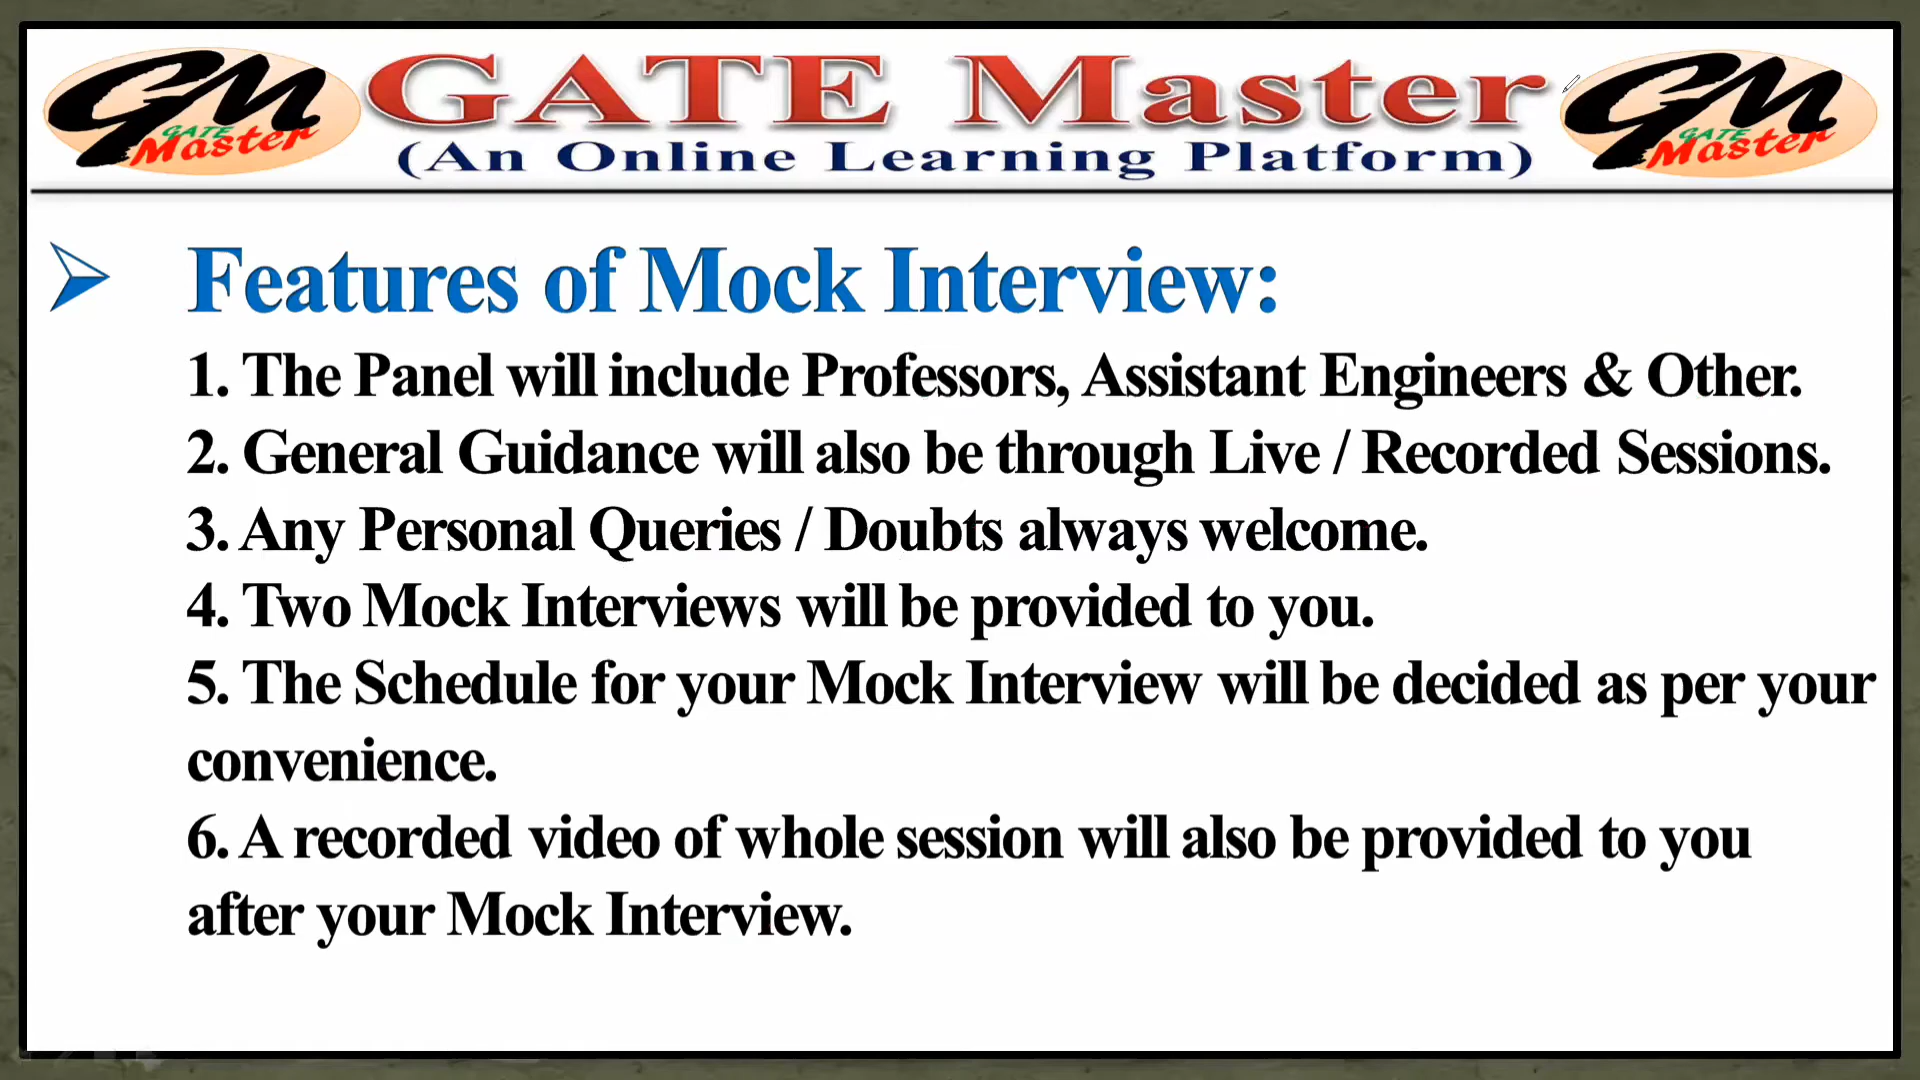 GM GATE Master
GATE Master
GM GATE Master
(An Online Learning Platform)
Features of Mock Interview:
1. The Panel will include Professors, Assistant Engineers & Other.
2. General Guidance will also be through Live / Recorded Sessions.
3. Any Personal Queries / Doubts always welcome.
4. Two Mock Interviews will be provided to you.
5. The Schedule for your Mock Interview will be decided as per your
convenience.
6. A recorded video of whole session will also be provided to you
after your Mock Interview.